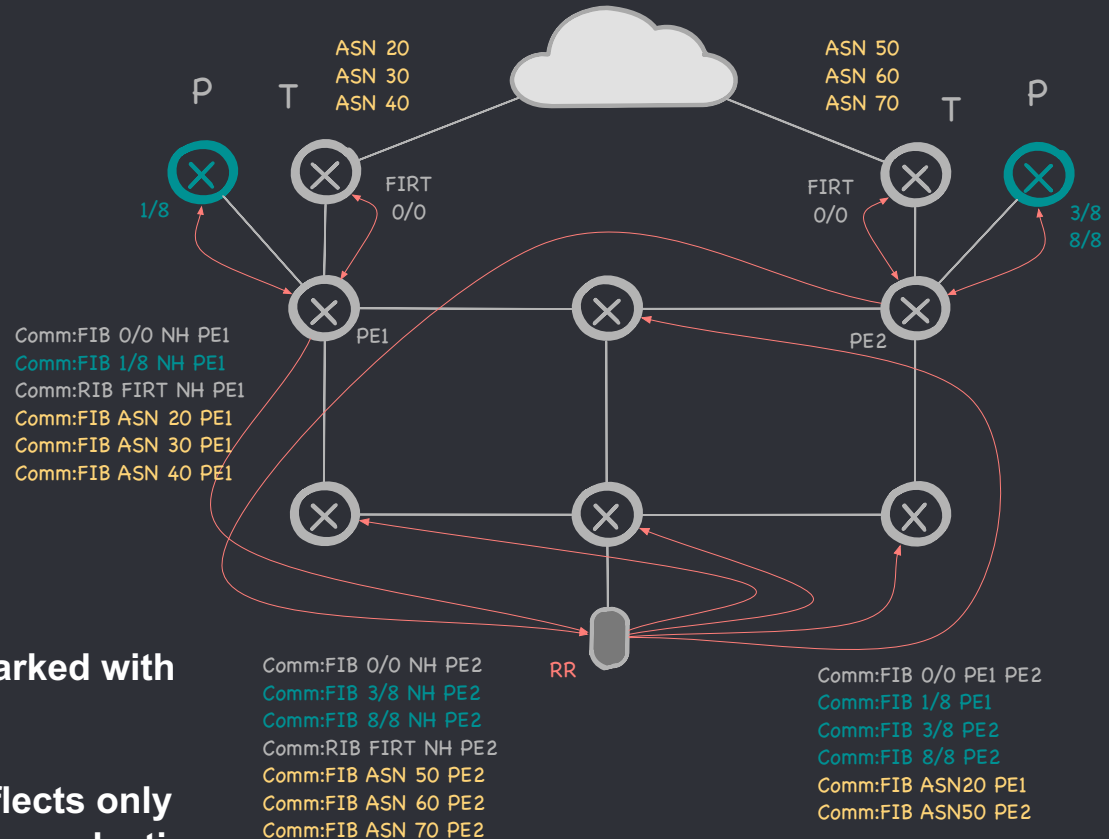 ASN 20
ASN 30
ASN 40
ASN 50
ASN 60
ASN 70
P
T
T
P
FIRT
0/0
FIRT
0/0
1/8
3/8
8/8
PE1
PE2
Comm:FIB 0/0 NH PE1
Comm:FIB 1/8 NH PE1
Comm:RIB FIRT NH PE1
Comm:FIB ASN 20 PE1
Comm:FIB ASN 30 PE1
Comm:FIB ASN 40 PE1
arked with
flects only
RR
Comm:FIB 0/0 NH PE2
Comm:FIB 3/8 NH PE2
Comm:FIB 8/8 NH PE2
Comm:RIB FIRT NH PE2
Comm:FIB ASN 50 PE2
Comm:FIB ASN 60 PE2
Comm:FIB ASN 70 PE2
Comm:FIB 0/0 PE1 PE2
Comm:FIB 1/8 PE1
Comm:FIB 3/8 PE2
Comm:FIB 8/8 PE2
Comm:FIB ASN20 PE1
Comm:FIB ASN50 PE2